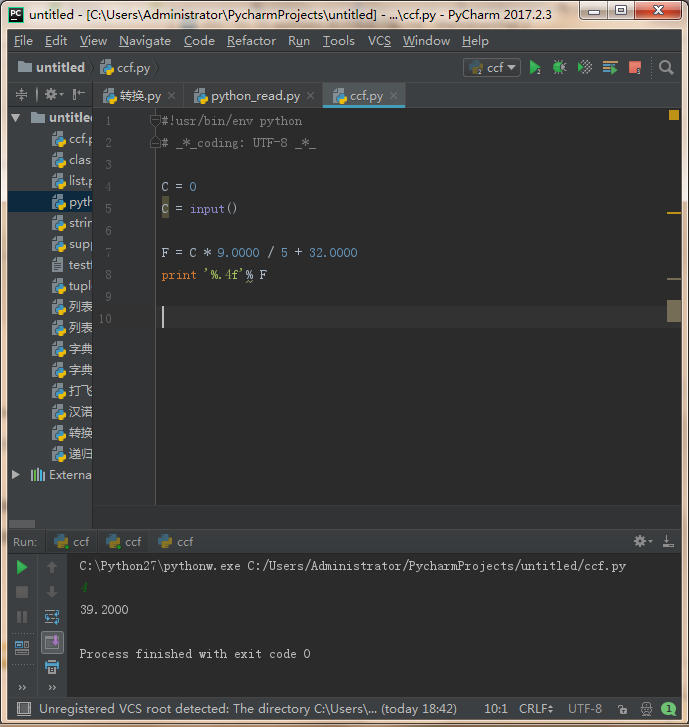 untitled - [C:\Users\Administrator\PycharmProjects\untitled] - ...\ccf.py - PyCharm 2017.2.3
File Edit View Navigate Code Refactor Run Tools VCS Window Help
untitled ccf.py ccf
转换.py python_read.py ccf.py
untitled
ccf.p
clas
list.p
pyth
strin
supp
testf
tuple
列表
列表
字典
字典
打飞
汉诺
转换
递归
Externa
1 #!usr/bin/env python
2 # _*_coding: UTF-8 _*_
3
4 C = 0
5 C = input()
6
7 F = C * 9.0000 / 5 + 32.0000
8 print '%.4f'% F
9
10
Run: ccf ccf ccf
C:\Python27\pythonw.exe C:/Users/Administrator/PycharmProjects/untitled/ccf.py
4
39.2000
Process finished with exit code 0
Unregistered VCS root detected: The directory C:\Users\... (today 18:42) 10:1 CRLF UTF-8 1